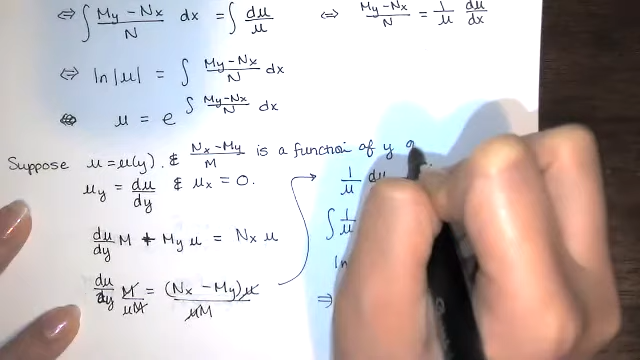 ⇔ ∫ (My − Nx)/N dx = ∫ dμ/μ ⇔ (My − Nx)/N = 1/μ dμ/dx
⇔ ln|μ| = ∫ (My − Nx)/N dx
μ = e^(∫ (My − Nx)/N dx)
Suppose μ = μ(y). & (Nx − My)/M is a function of y
μy = dμ/dy & μx = 0.
1/μ dμ
dμ/dy M + My μ = Nx μ
∫ 1/μ
dμ/dy M/μM = (Nx − My)μ/μM
⇒